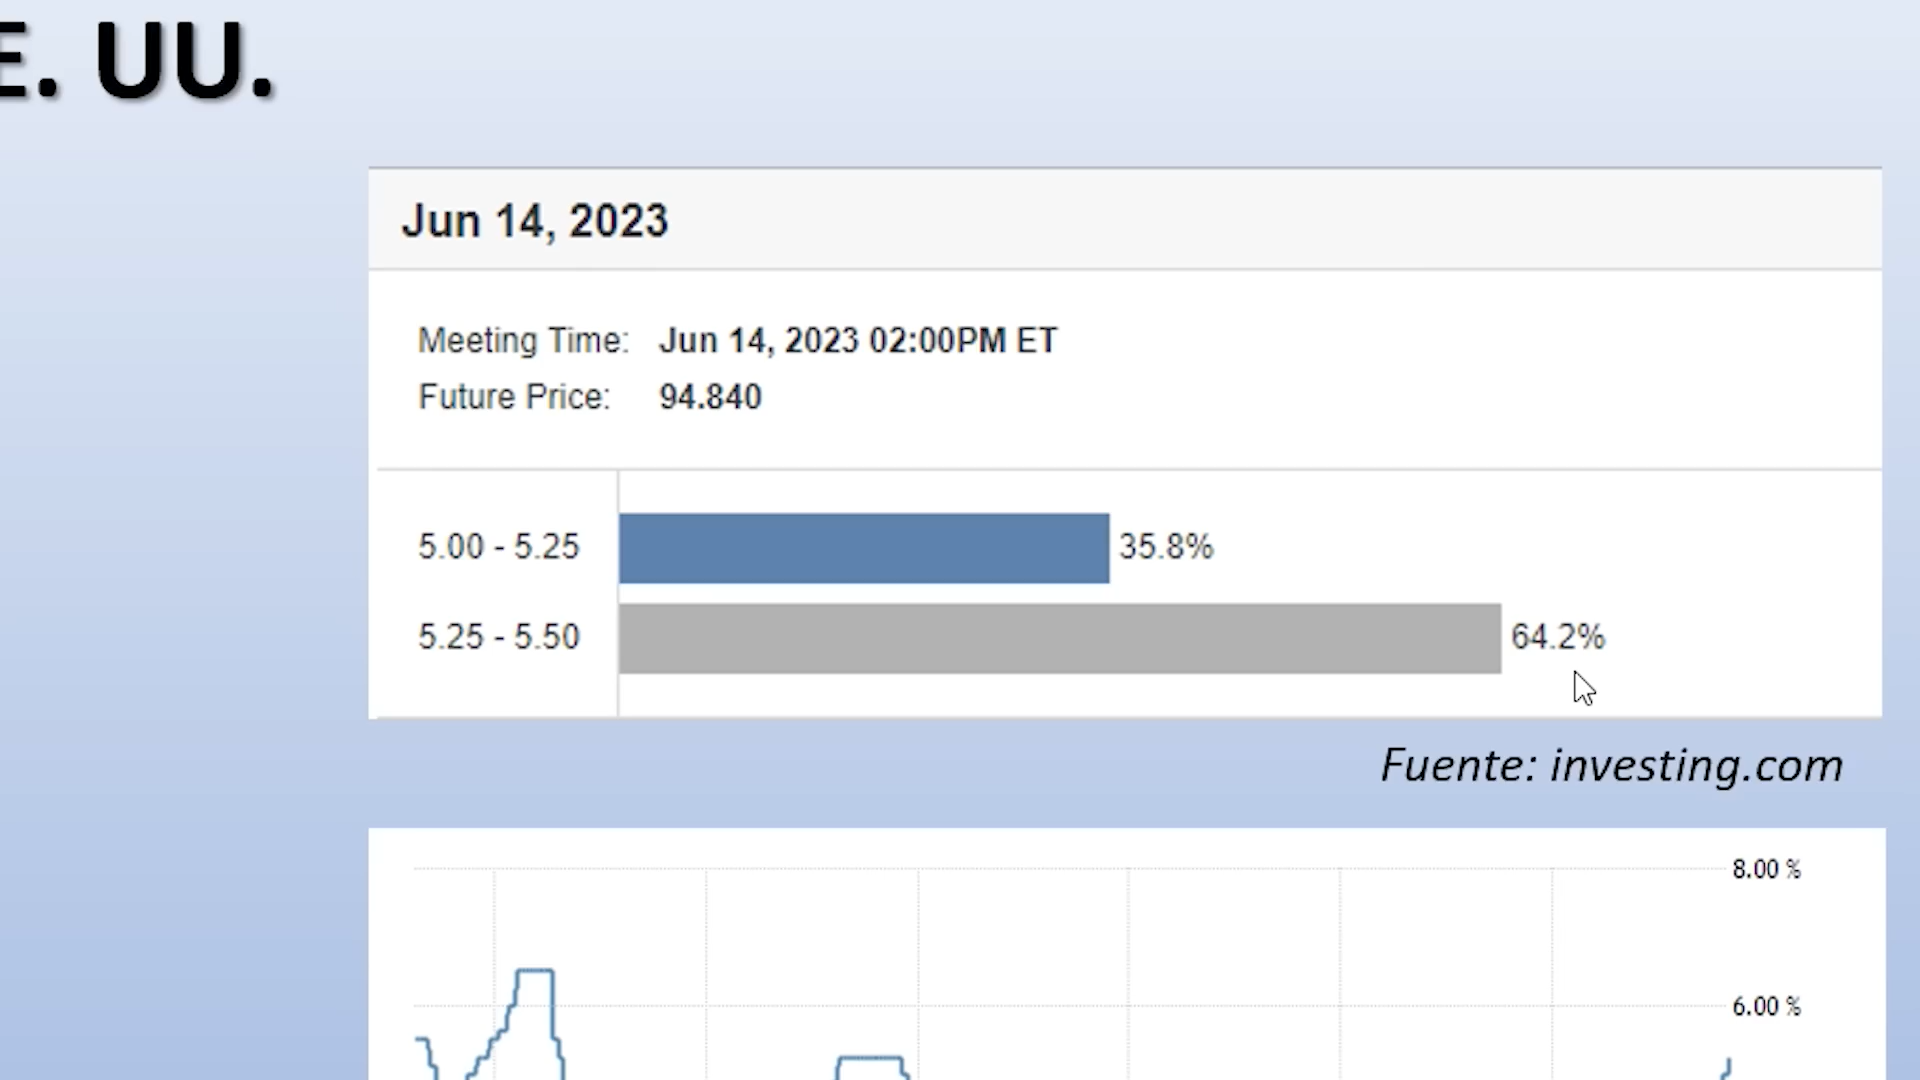 E. UU.
Jun 14, 2023
Meeting Time: Jun 14, 2023 02:00PM ET
Future Price: 94.840
5.00 - 5.25 35.8%
5.25 - 5.50 64.2%
Fuente: investing.com
8.00 %
6.00 %